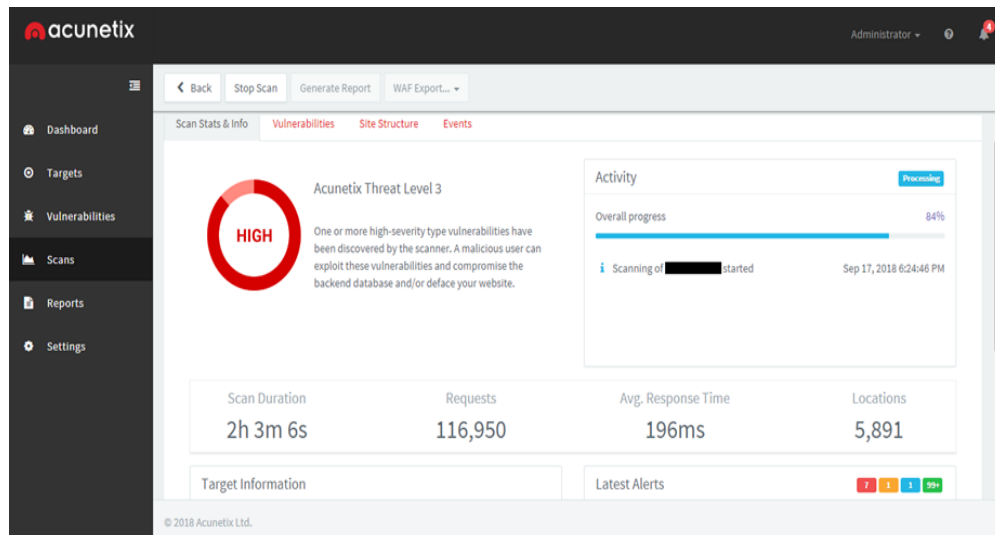 acunetix
Administrator
4
Back
Stop Scan
Generate Report
WAF Export...
Dashboard
Targets
Vulnerabilities
Scans
Reports
Settings
Scan Stats & Info
Vulnerabilities
Site Structure
Events
HIGH
Acunetix Threat Level 3
One or more high-severity type vulnerabilities have
been discovered by the scanner. A malicious user can
exploit these vulnerabilities and compromise the
backend database and/or deface your website.
Activity
Processing
Overall progress
84%
Scanning of
started
Sep 17, 2018 6:24:46 PM
Scan Duration
2h 3m 6s
Requests
116,950
Avg. Response Time
196ms
Locations
5,891
Target Information
Latest Alerts
7
1
1
99+
© 2018 Acunetix Ltd.